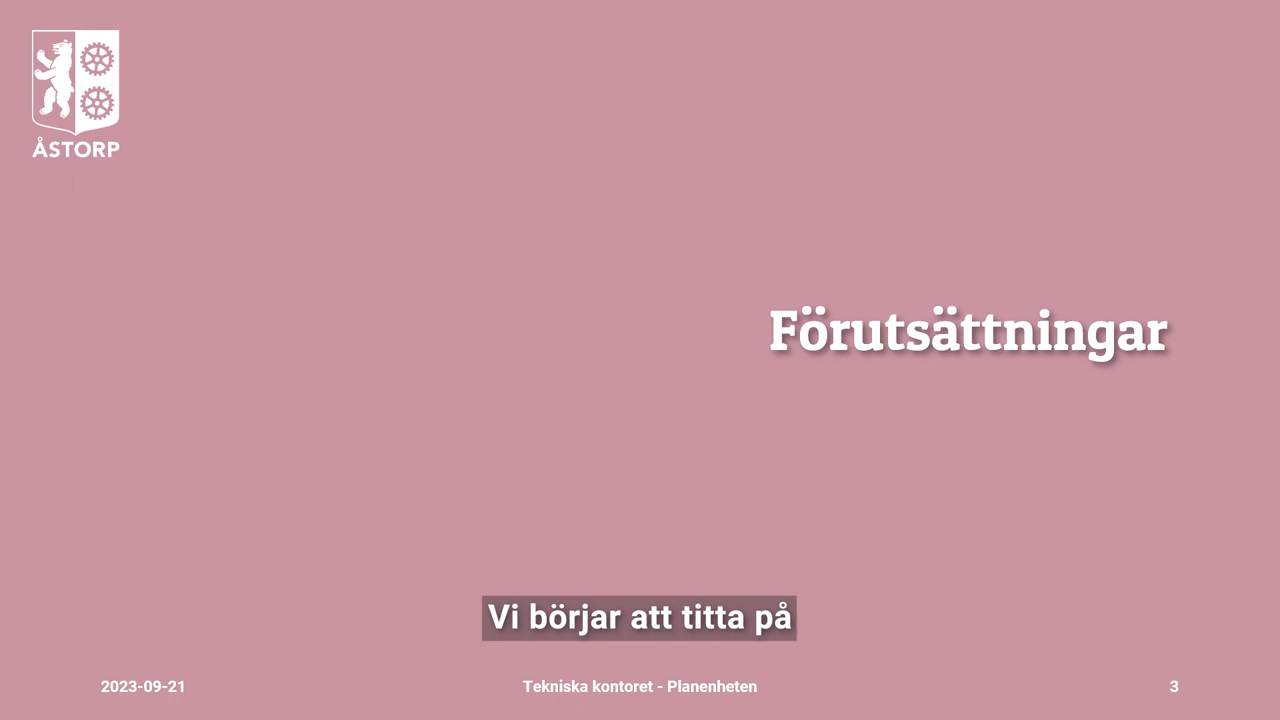 ÅSTORP
Förutsättningar
Vi börjar att titta på
2023-09-21
Tekniska kontoret - Planenheten
3